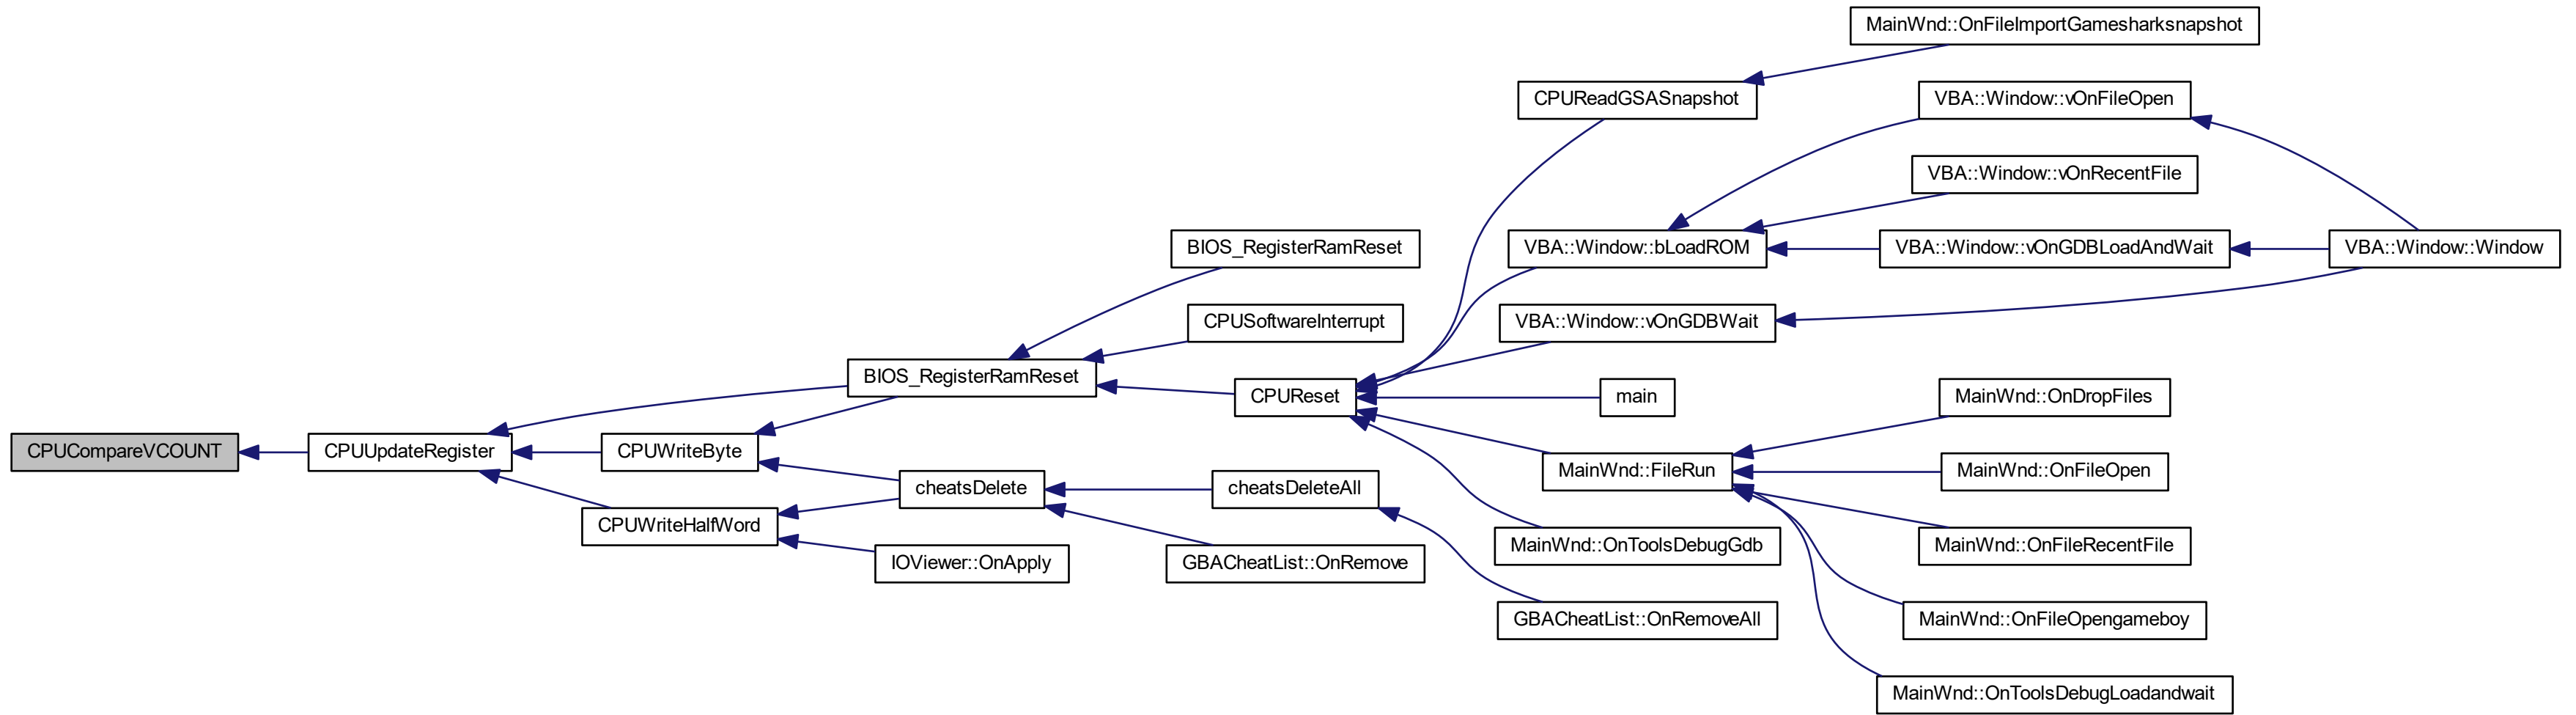 MainWnd::OnFileImportGamesharksnapshot
CPUReadGSASnapshot
VBA::Window::vOnFileOpen
VBA::Window::vOnRecentFile
BIOS_RegisterRamReset
VBA::Window::bLoadROM
VBA::Window::vOnGDBLoadAndWait
VBA::Window::Window
CPUSoftwareInterrupt
VBA::Window::vOnGDBWait
BIOS_RegisterRamReset
CPUReset
main
MainWnd::OnDropFiles
CPUCompareVCOUNT
CPUUpdateRegister
CPUWriteByte
MainWnd::FileRun
MainWnd::OnFileOpen
cheatsDelete
cheatsDeleteAll
CPUWriteHalfWord
MainWnd::OnToolsDebugGdb
MainWnd::OnFileRecentFile
IOViewer::OnApply
GBACheatList::OnRemove
GBACheatList::OnRemoveAll
MainWnd::OnFileOpengameboy
MainWnd::OnToolsDebugLoadandwait